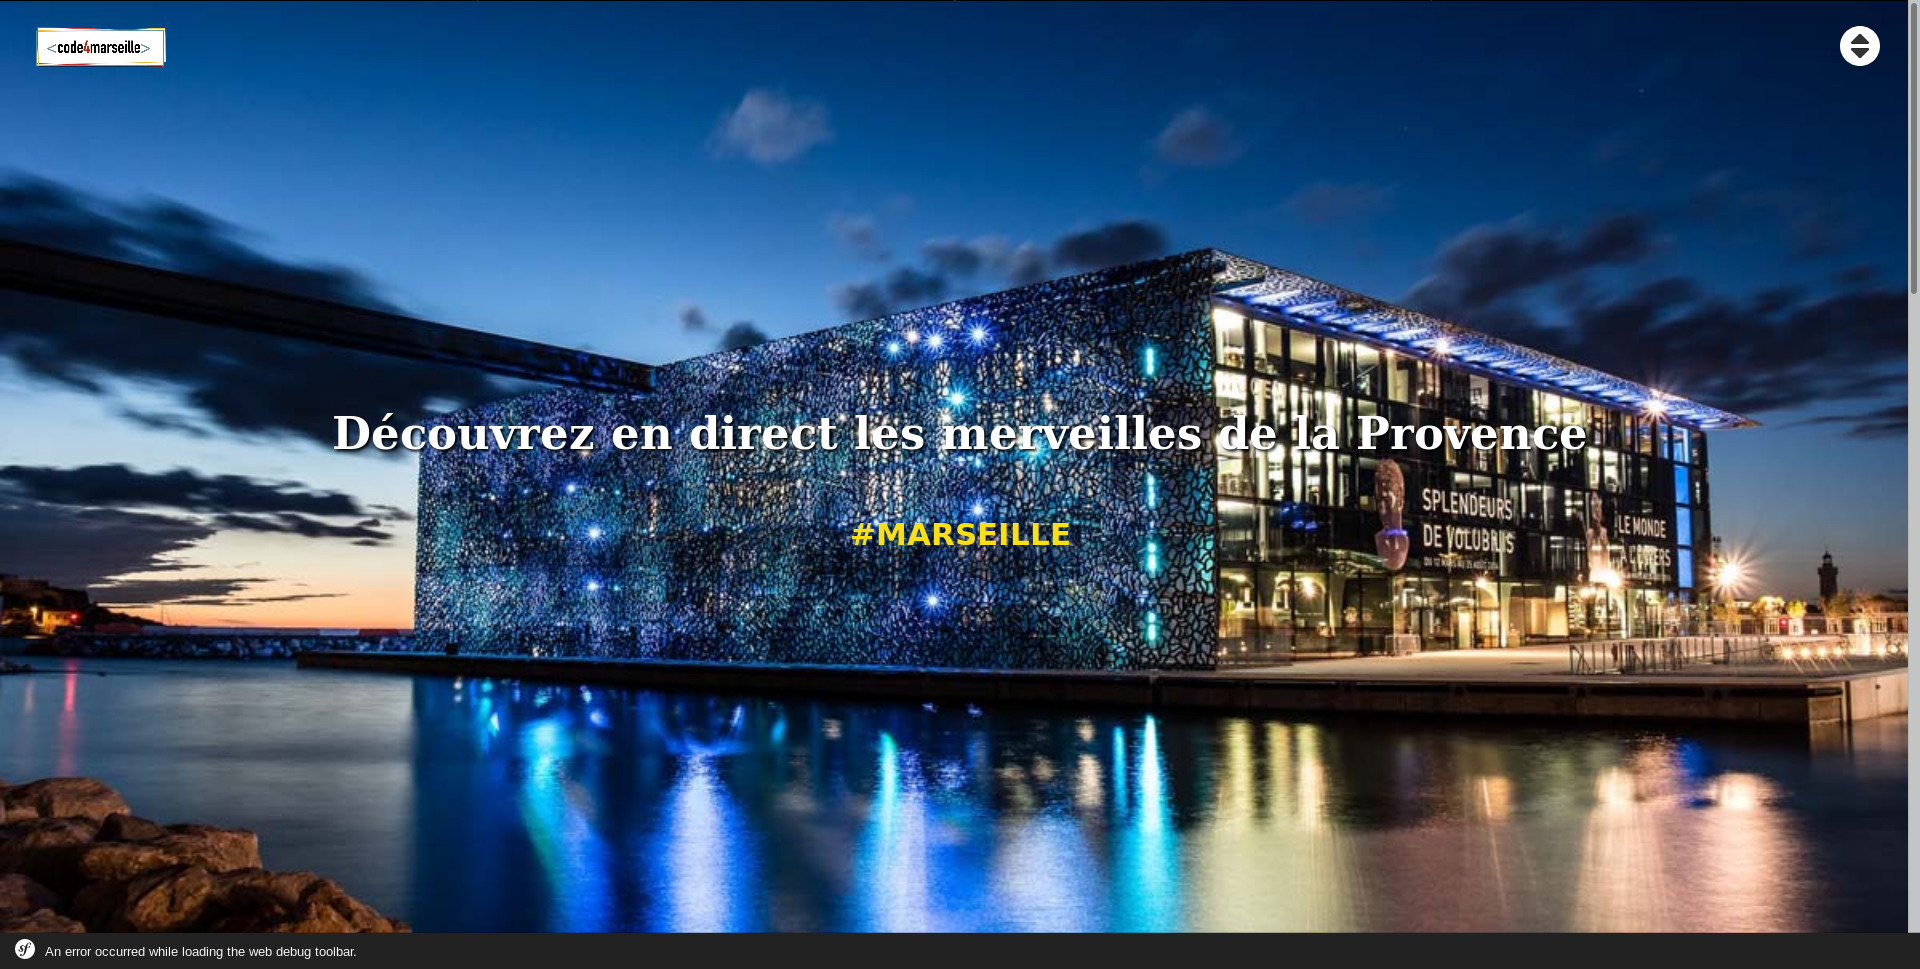 <code4marseille>
Découvrez en direct les merveilles de la Provence
SPLENDEURS
DE VOLUBILIS
#MARSEILLE
LE MONDE
À L'ENVERS
An error occurred while loading the web debug toolbar.